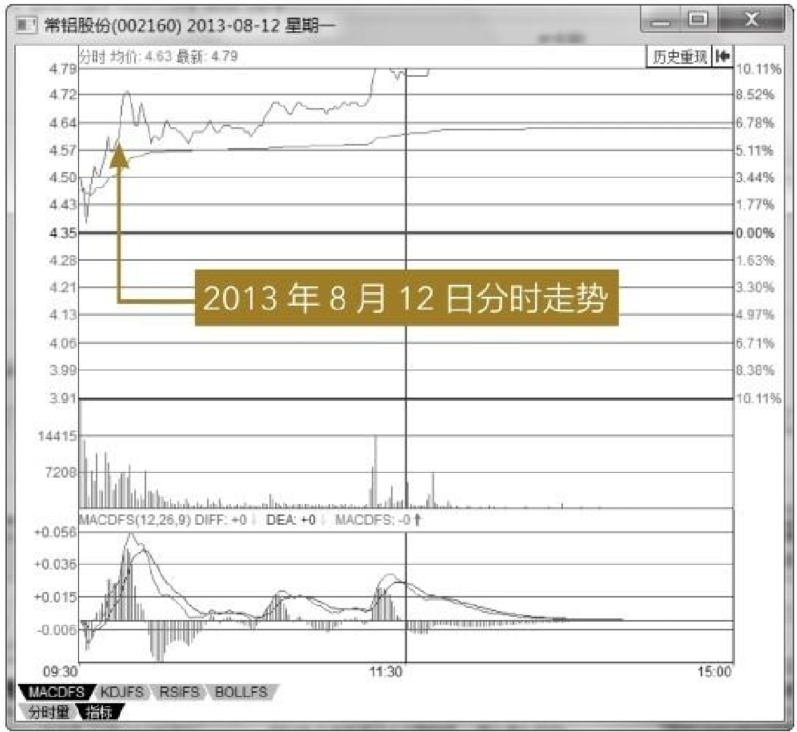 常铝股份(002160) 2013-08-12 星期一
分时 均价: 4.63 最新: 4.79
历史重现
4.79 10.11%
4.72 8.52%
4.64 6.78%
4.57 5.11%
4.50 3.44%
4.43 1.77%
4.35 0.00%
4.28 1.63%
4.21 3.30%
4.13 4.97%
4.06 6.71%
3.99 8.38%
3.91 10.11%
2013 年 8 月 12 日分时走势
14415
7208
MACDFS(12,26,9) DIFF: +0↓ DEA: +0↓ MACDFS: -0↑
+0.056
+0.036
+0.015
-0.005
09:30 11:30 15:00
MACDFS KDJFS RSIFS BOLLFS
分时量 指标